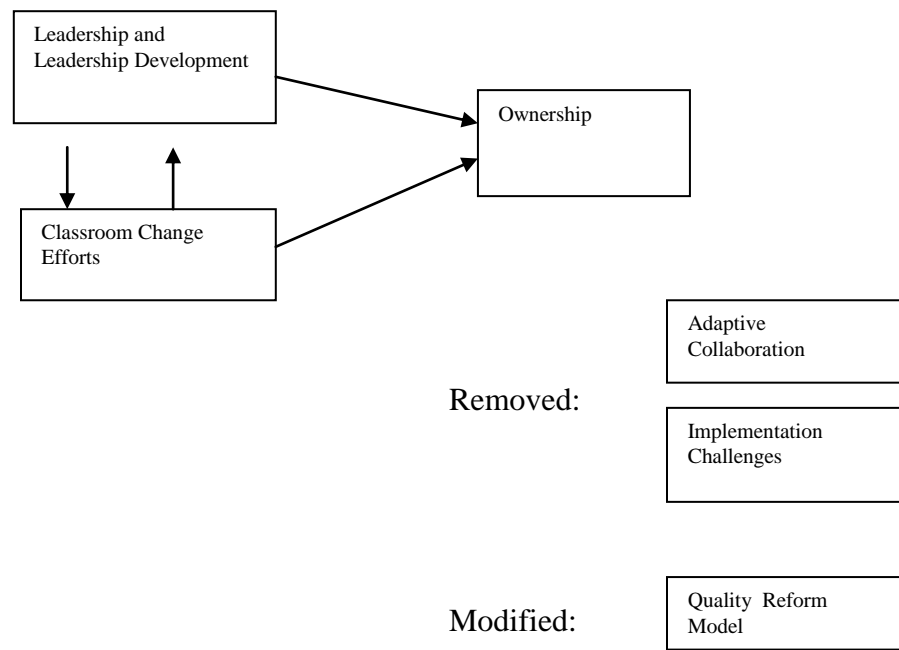 Leadership and
Leadership Development
Ownership
Classroom Change
Efforts
Adaptive
Collaboration
Removed:
Implementation
Challenges
Modified:
Quality Reform
Model